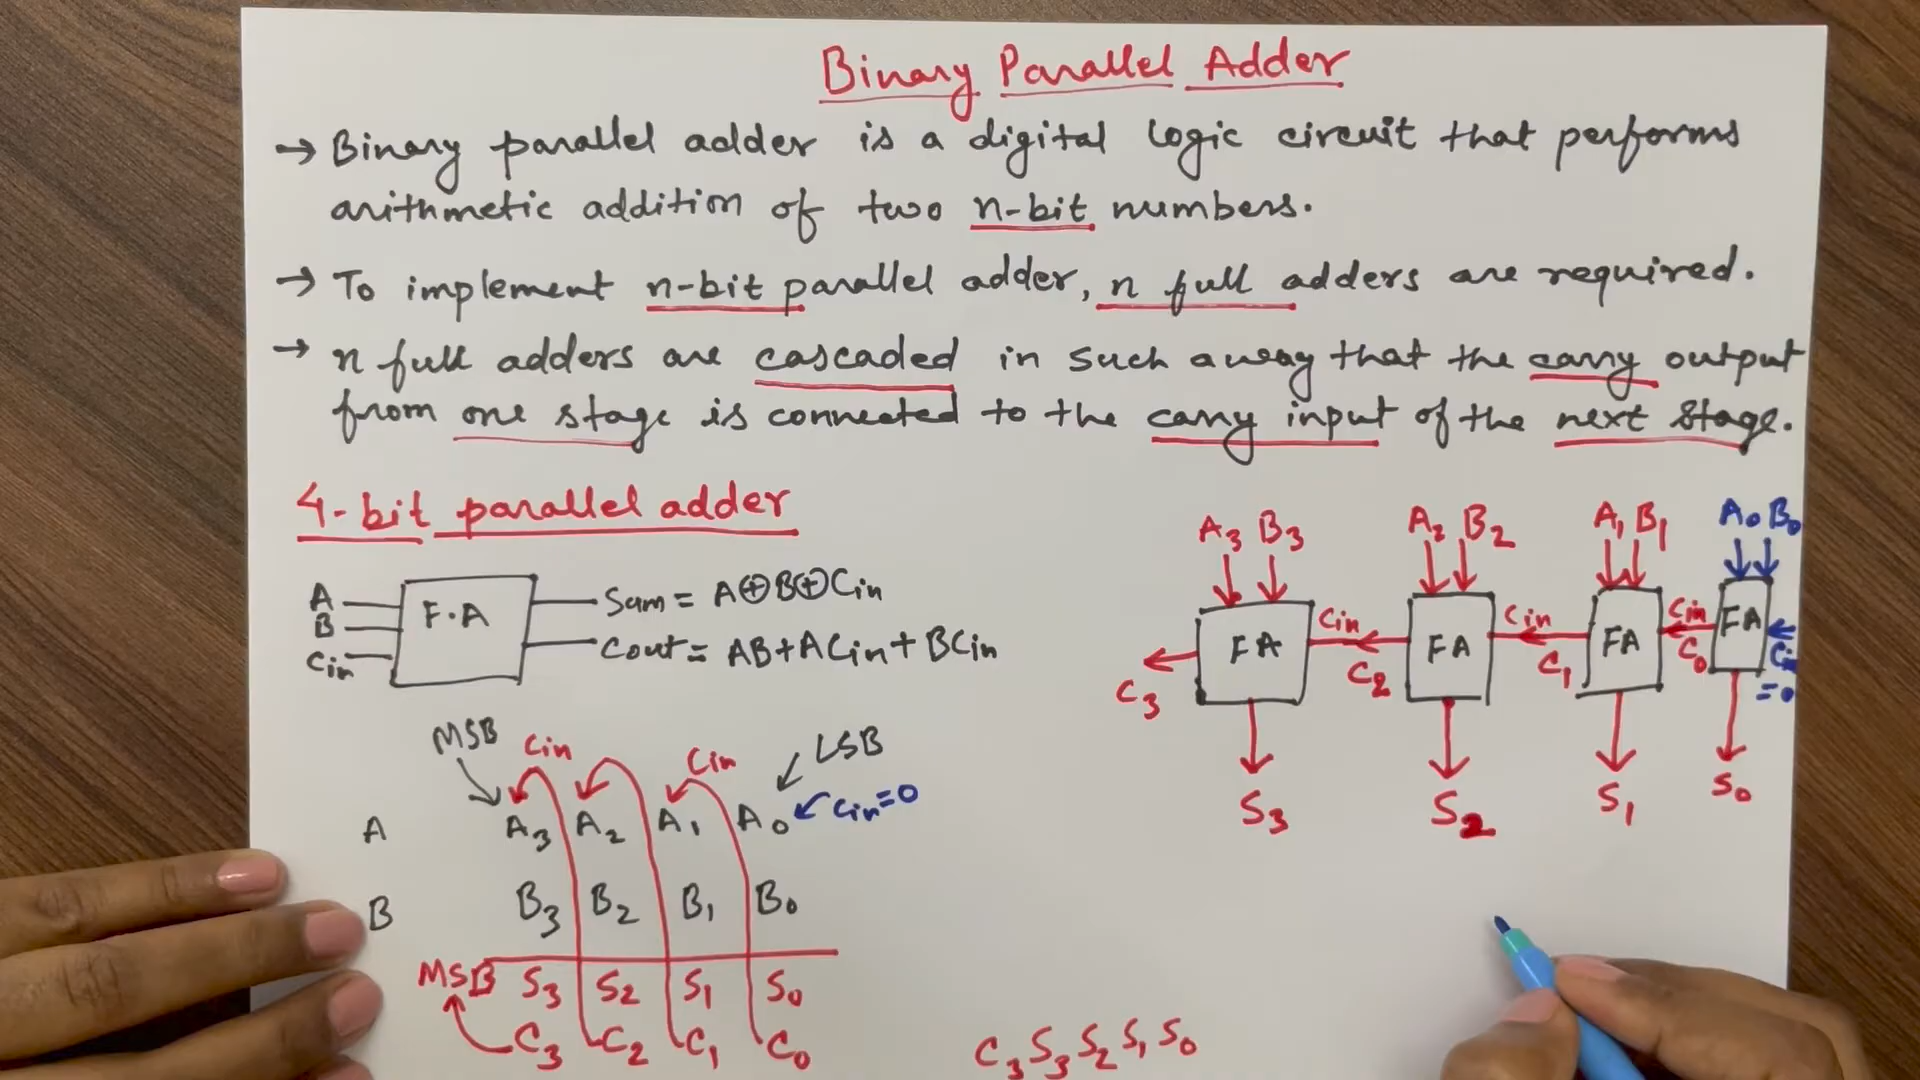 Binary Parallel Adder
→ Binary parallel adder is a digital logic circuit that performs
arithmetic addition of two n-bit numbers.
→ To implement n-bit parallel adder, n full adders are required.
→ n full adders are cascaded in such a way that the carry output
from one stage is connected to the carry input of the next stage.
4-bit parallel adder
A
B
Cin
F.A
Sum = A⊕B⊕Cin
Cout = AB+ACin+BCin
A3 B3 A2 B2 A1 B1 A0 B0
FA Cin FA Cin FA Cin FA
C3 C2 C1 C0 Cin
=0
S3 S2 S1 S0
MSB Cin Cin LSB
A A3 A2 A1 A0 Cin=0
B B3 B2 B1 B0
MSB S3 S2 S1 S0
C3 C2 C1 C0
C3 S3 S2 S1 S0